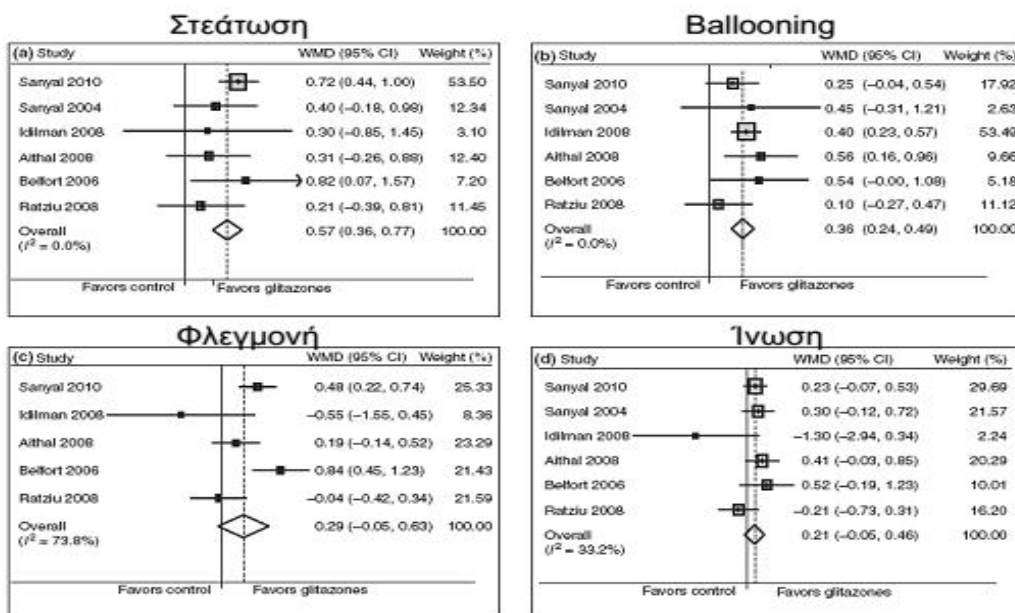 Στεάτωση
(a) Study WMD (95% CI) Weight (%)
Sanyal 2010 0.72 (0.44, 1.00) 53.50
Sanyal 2004 0.40 (−0.18, 0.98) 12.34
Idilman 2008 0.30 (−0.85, 1.45) 3.10
Aithal 2008 0.31 (−0.26, 0.88) 12.40
Belfort 2006 0.82 (0.07, 1.57) 7.20
Ratziu 2008 0.21 (−0.39, 0.81) 11.45
Overall 0.57 (0.36, 0.77) 100.00
(I² = 0.0%)
Favors control Favors glitazones
Ballooning
(b) Study WMD (95% CI) Weight (%)
Sanyal 2010 0.25 (−0.04, 0.54) 17.92
Sanyal 2004 0.45 (−0.31, 1.21) 2.63
Idilman 2008 0.40 (0.23, 0.57) 53.49
Aithal 2008 0.56 (0.16, 0.96) 9.66
Belfort 2006 0.54 (−0.00, 1.08) 5.18
Ratziu 2008 0.10 (−0.27, 0.47) 11.12
Overall 0.36 (0.24, 0.49) 100.00
(I² = 0.0%)
Favors control Favors glitazones
Φλεγμονή
(c) Study WMD (95% CI) Weight (%)
Sanyal 2010 0.48 (0.22, 0.74) 25.33
Idilman 2008 −0.55 (−1.55, 0.45) 8.36
Aithal 2008 0.19 (−0.14, 0.52) 23.29
Belfort 2006 0.84 (0.45, 1.23) 21.43
Ratziu 2008 −0.04 (−0.42, 0.34) 21.59
Overall 0.29 (−0.05, 0.63) 100.00
(I² = 73.8%)
Favors control Favors glitazones
Ίνωση
(d) Study WMD (95% CI) Weight (%)
Sanyal 2010 0.23 (−0.07, 0.53) 29.69
Sanyal 2004 0.30 (−0.12, 0.72) 21.57
Idilman 2008 −1.30 (−2.94, 0.34) 2.24
Aithal 2008 0.41 (−0.03, 0.85) 20.29
Belfort 2006 0.52 (−0.19, 1.23) 10.01
Ratziu 2008 −0.21 (−0.73, 0.31) 16.20
Overall 0.21 (−0.05, 0.46) 100.00
(I² = 33.2%)
Favors control Favors glitazones